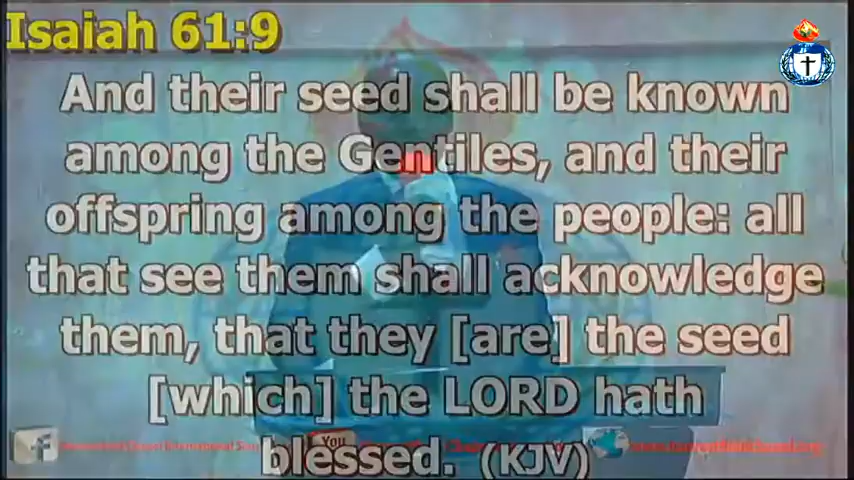 Isaiah 61:9
And their seed shall be known
among the Gentiles, and their
offspring among the people: all
that see them shall acknowledge
them, that they [are] the seed
[which] the LORD hath
blessed. (KJV)
You